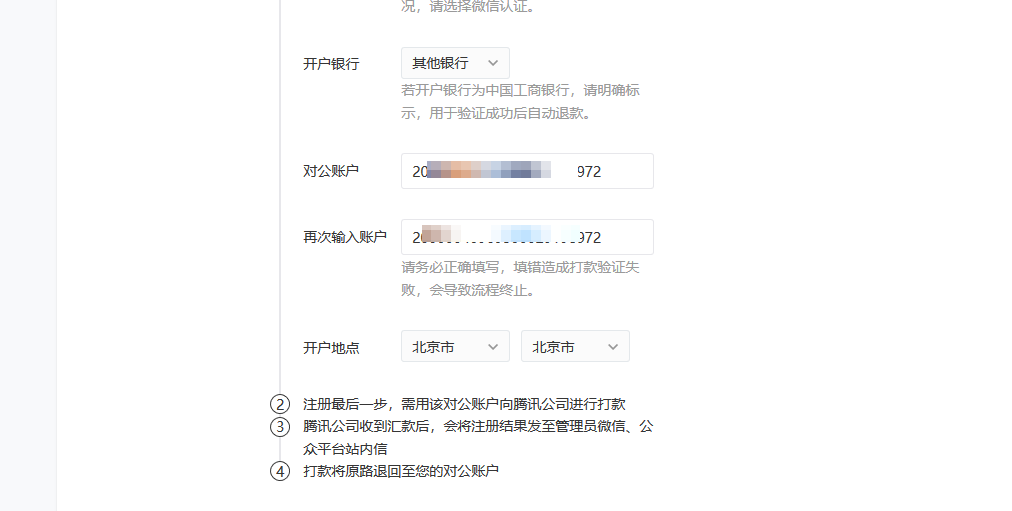 况，请选择微信认证。
开户银行 其他银行
若开户银行为中国工商银行，请明确标
示，用于验证成功后自动退款。
对公账户 20 972
再次输入账户 2 972
请务必正确填写，填错造成打款验证失
败，会导致流程终止。
开户地点 北京市 北京市
2 注册最后一步，需用该对公账户向腾讯公司进行打款
3 腾讯公司收到汇款后，会将注册结果发至管理员微信、公
众平台站内信
4 打款将原路退回至您的对公账户